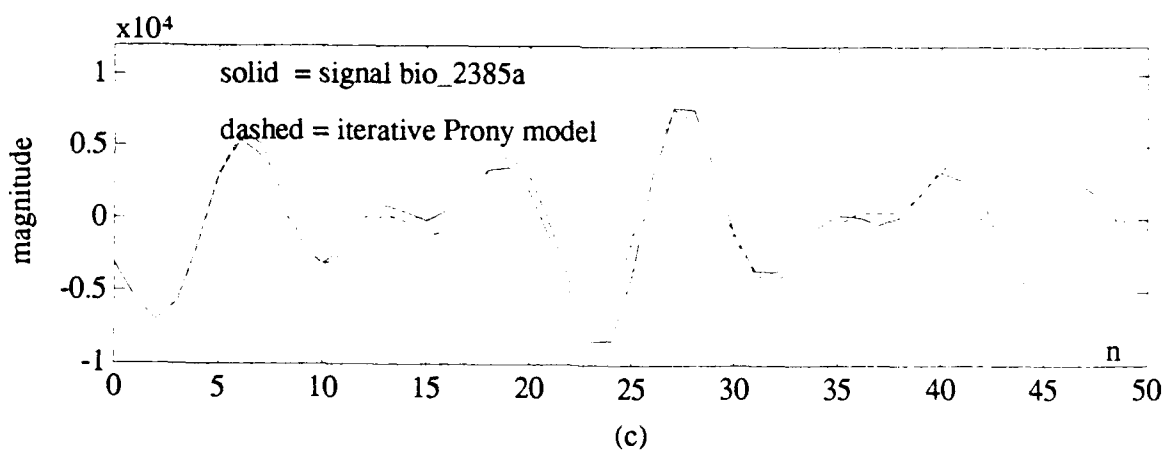 x10⁴
1
solid = signal bio_2385a
dashed = iterative Prony model
0.5
magnitude
0
-0.5
-1
n
0 5 10 15 20 25 30 35 40 45 50
(c)